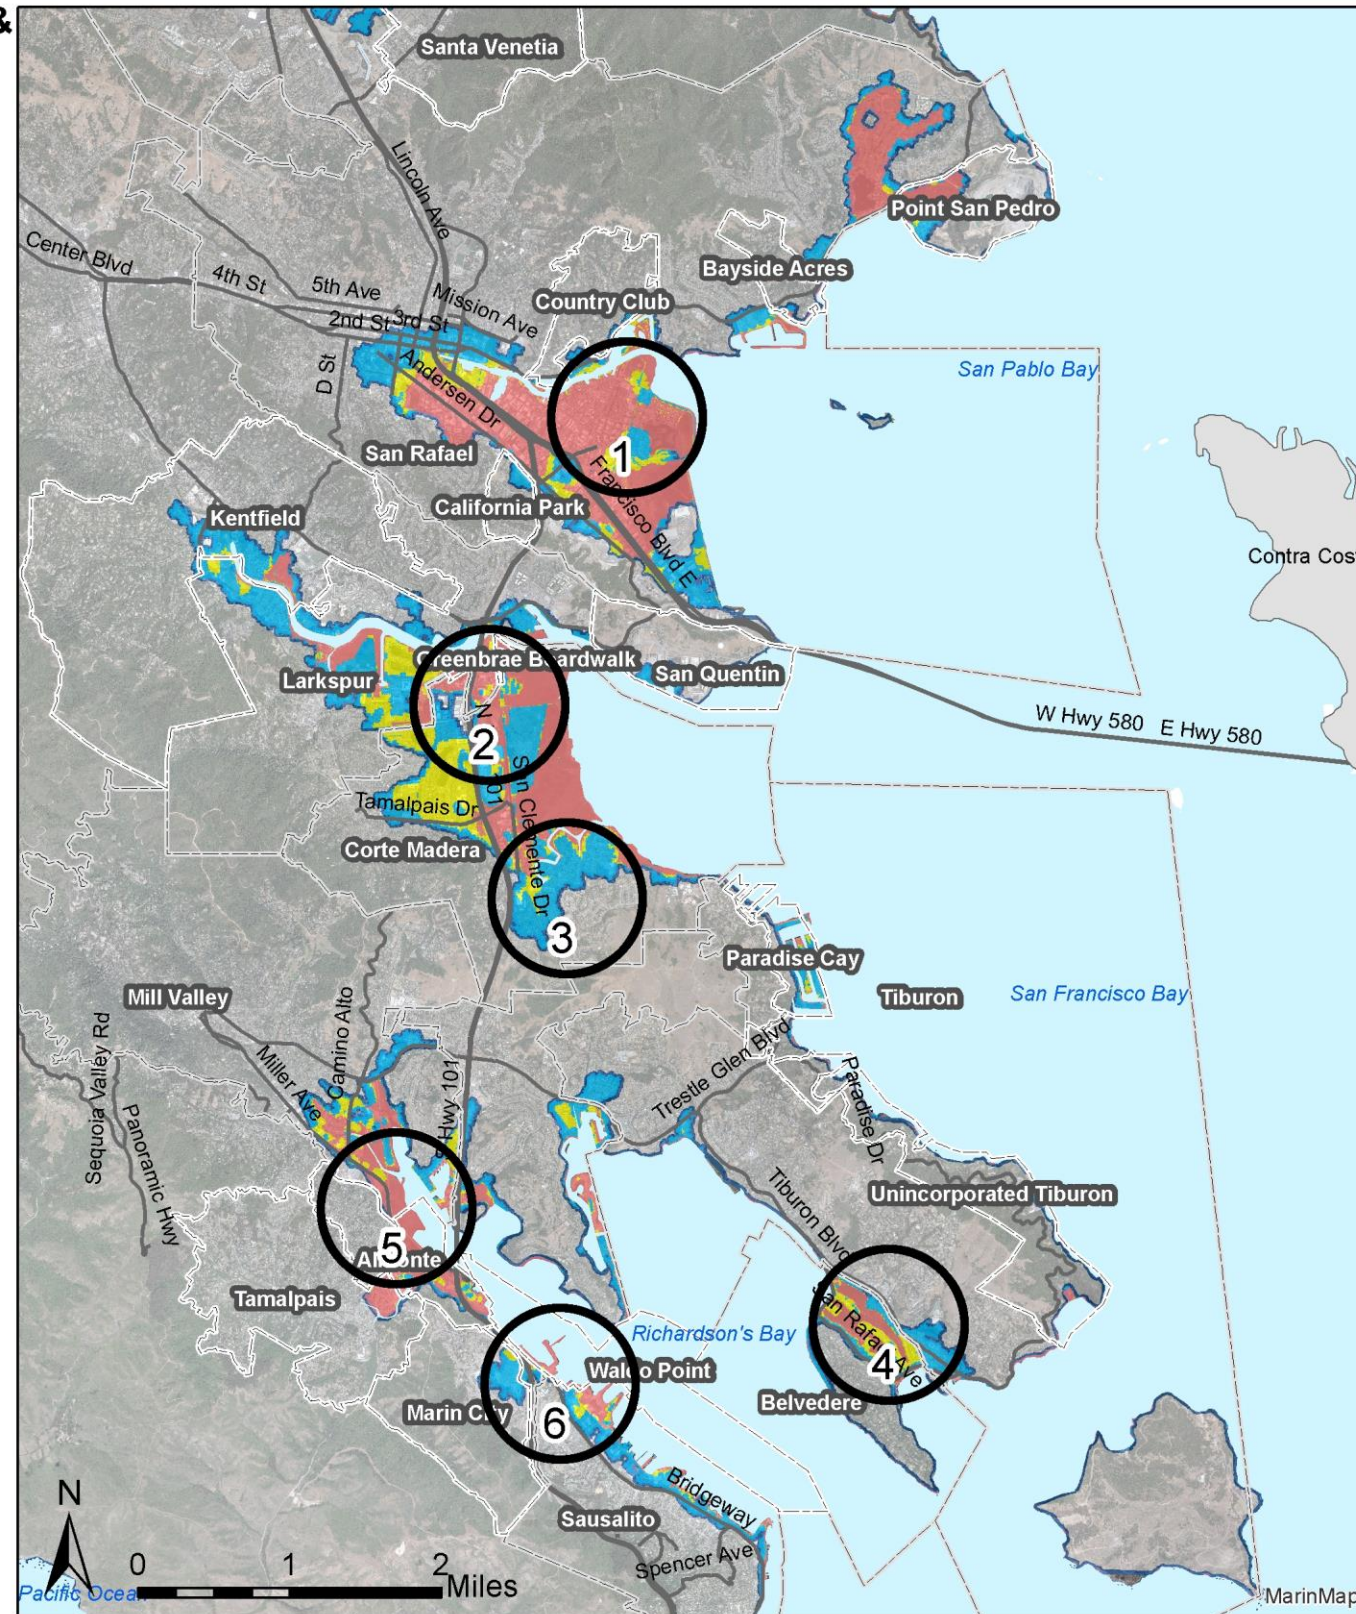 &
Santa Venetia
Lincoln Ave
Point San Pedro
Center Blvd
4th St
5th Ave
Mission Ave
Bayside Acres
Country Club
2nd St
3rd St
San Pablo Bay
D St
Andersen Dr
San Rafael
1
California Park
Francisco Blvd E
Kentfield
Contra Cos
Greenbrae Boardwalk
San Quentin
Larkspur
N
101
2
W Hwy 580
E Hwy 580
San Clemente Dr
Tamalpais Dr
Corte Madera
3
Paradise Cay
Mill Valley
Tiburon
San Francisco Bay
Camino Alto
Sequoia Valley Rd
Miller Ave
Panoramic Hwy
Hwy 101
Trestle Glen Blvd
Paradise Dr
Unincorporated Tiburon
Tiburon Blvd
5
Almonte
Tamalpais
San Rafael Ave
4
Richardson's Bay
Waldo Point
Belvedere
Marin City
6
Bridgeway
Sausalito
Spencer Ave
N
0 1 2 Miles
Pacific Ocean
MarinMap